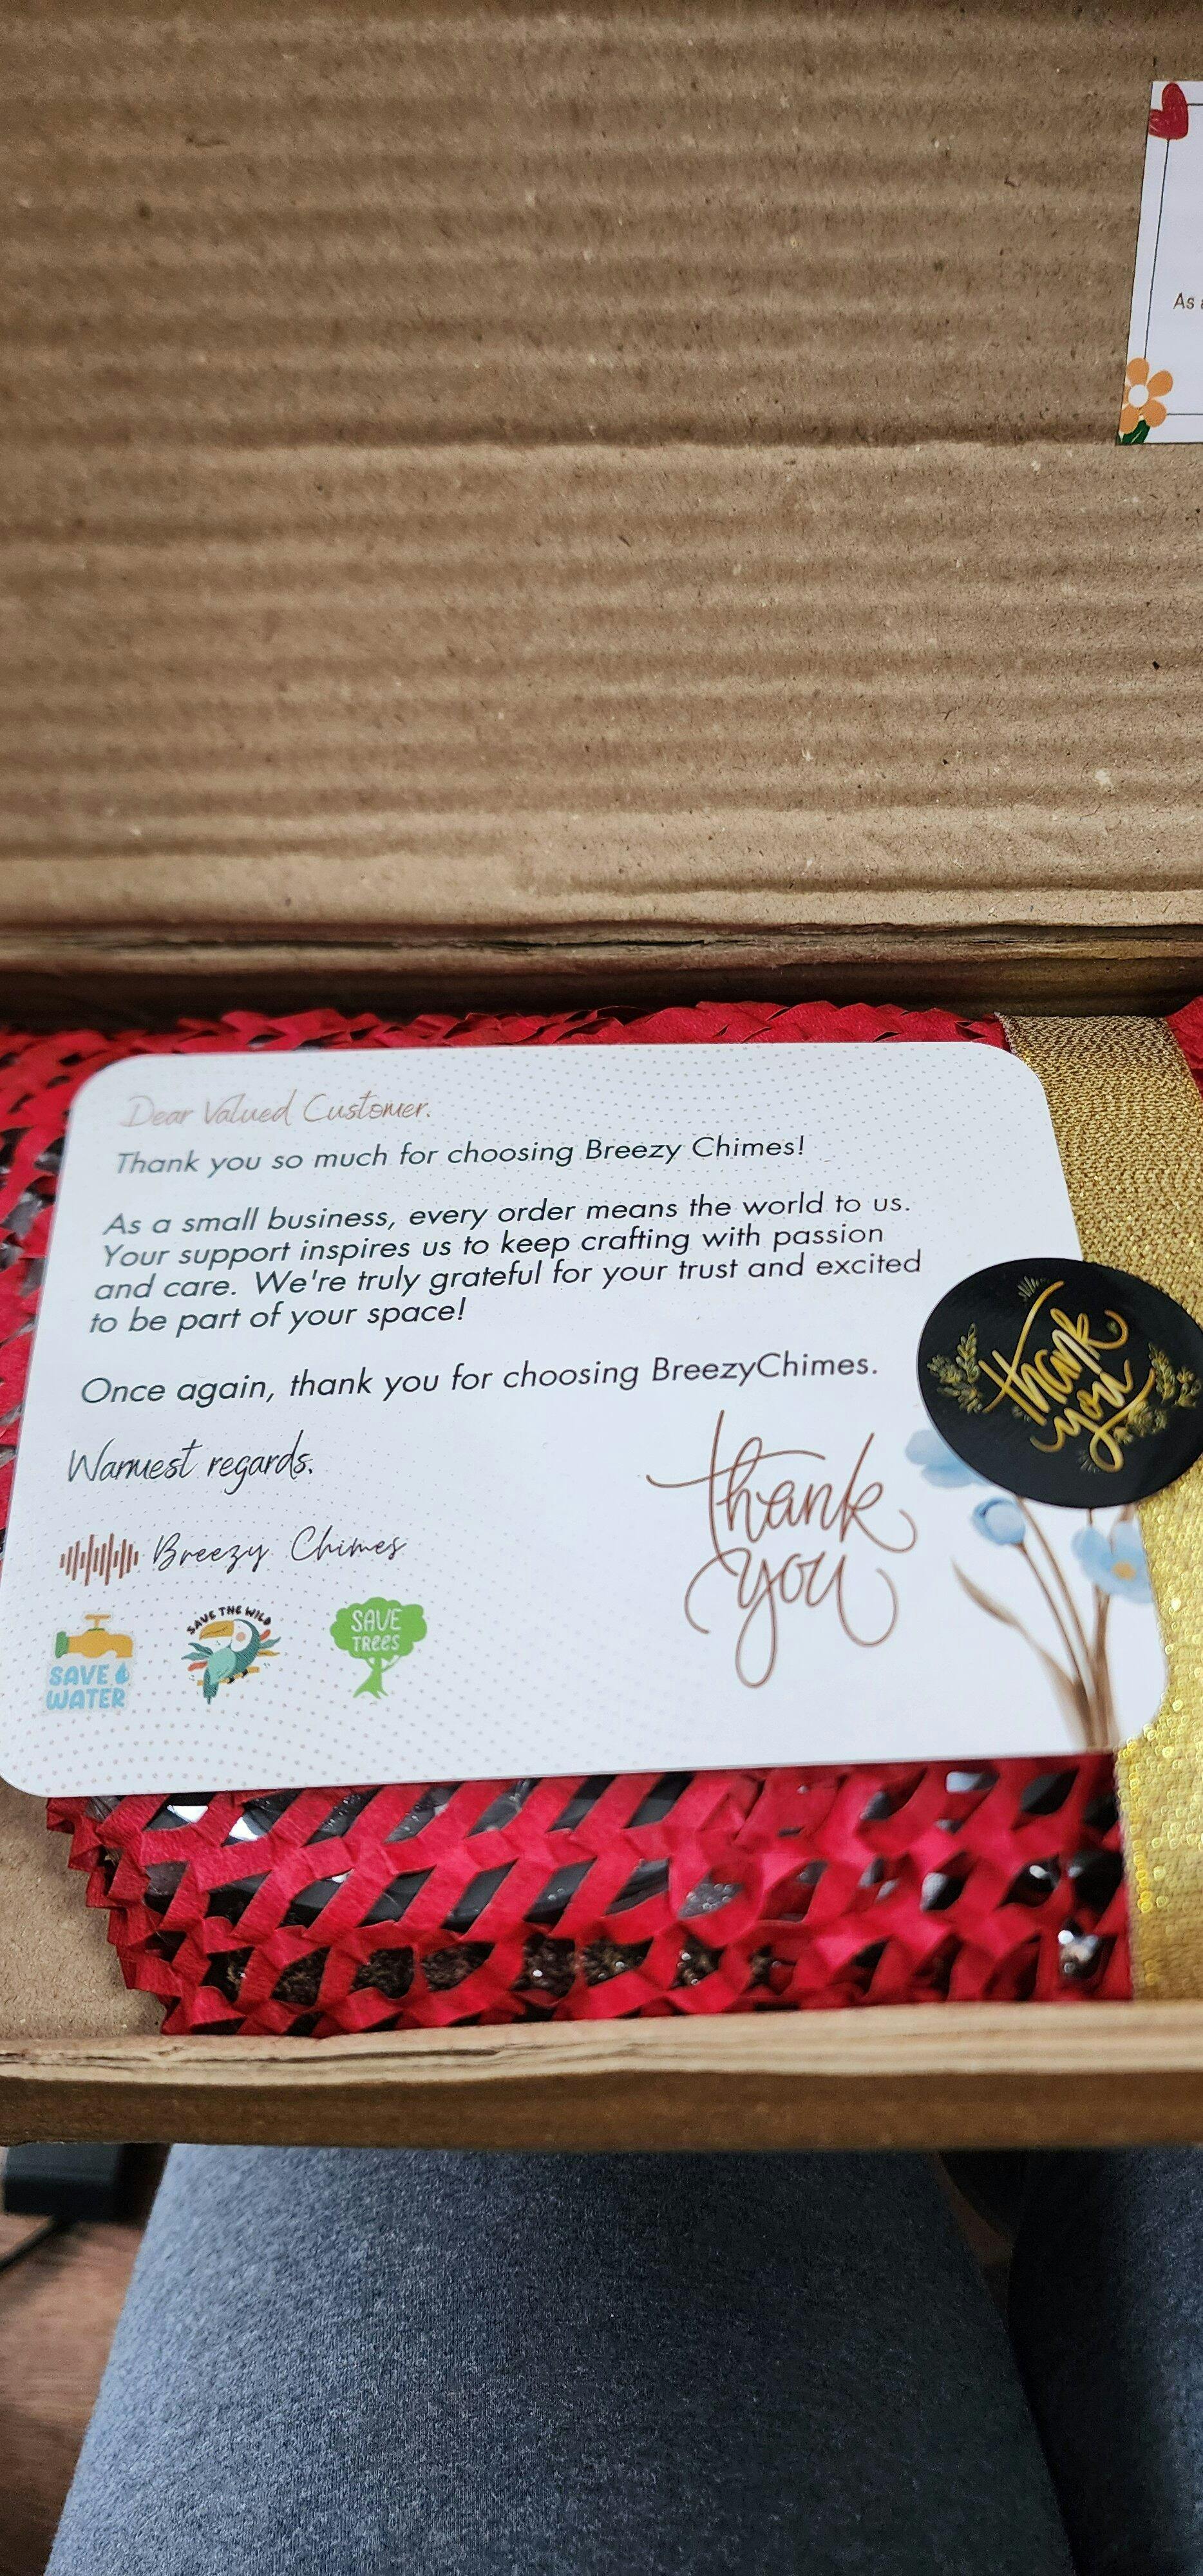 As
Dear Valued Customer.
Thank you so much for choosing Breezy Chimes!
As a small business, every order means the world to us.
Your support inspires us to keep crafting with passion
and care. We're truly grateful for your trust and excited
to be part of your space!
Once again, thank you for choosing BreezyChimes.
Warmest regards.
Breezy Chimes
SAVE
WATER
SAVE THE WILD
SAVE
TREES
thank
you
thank
you